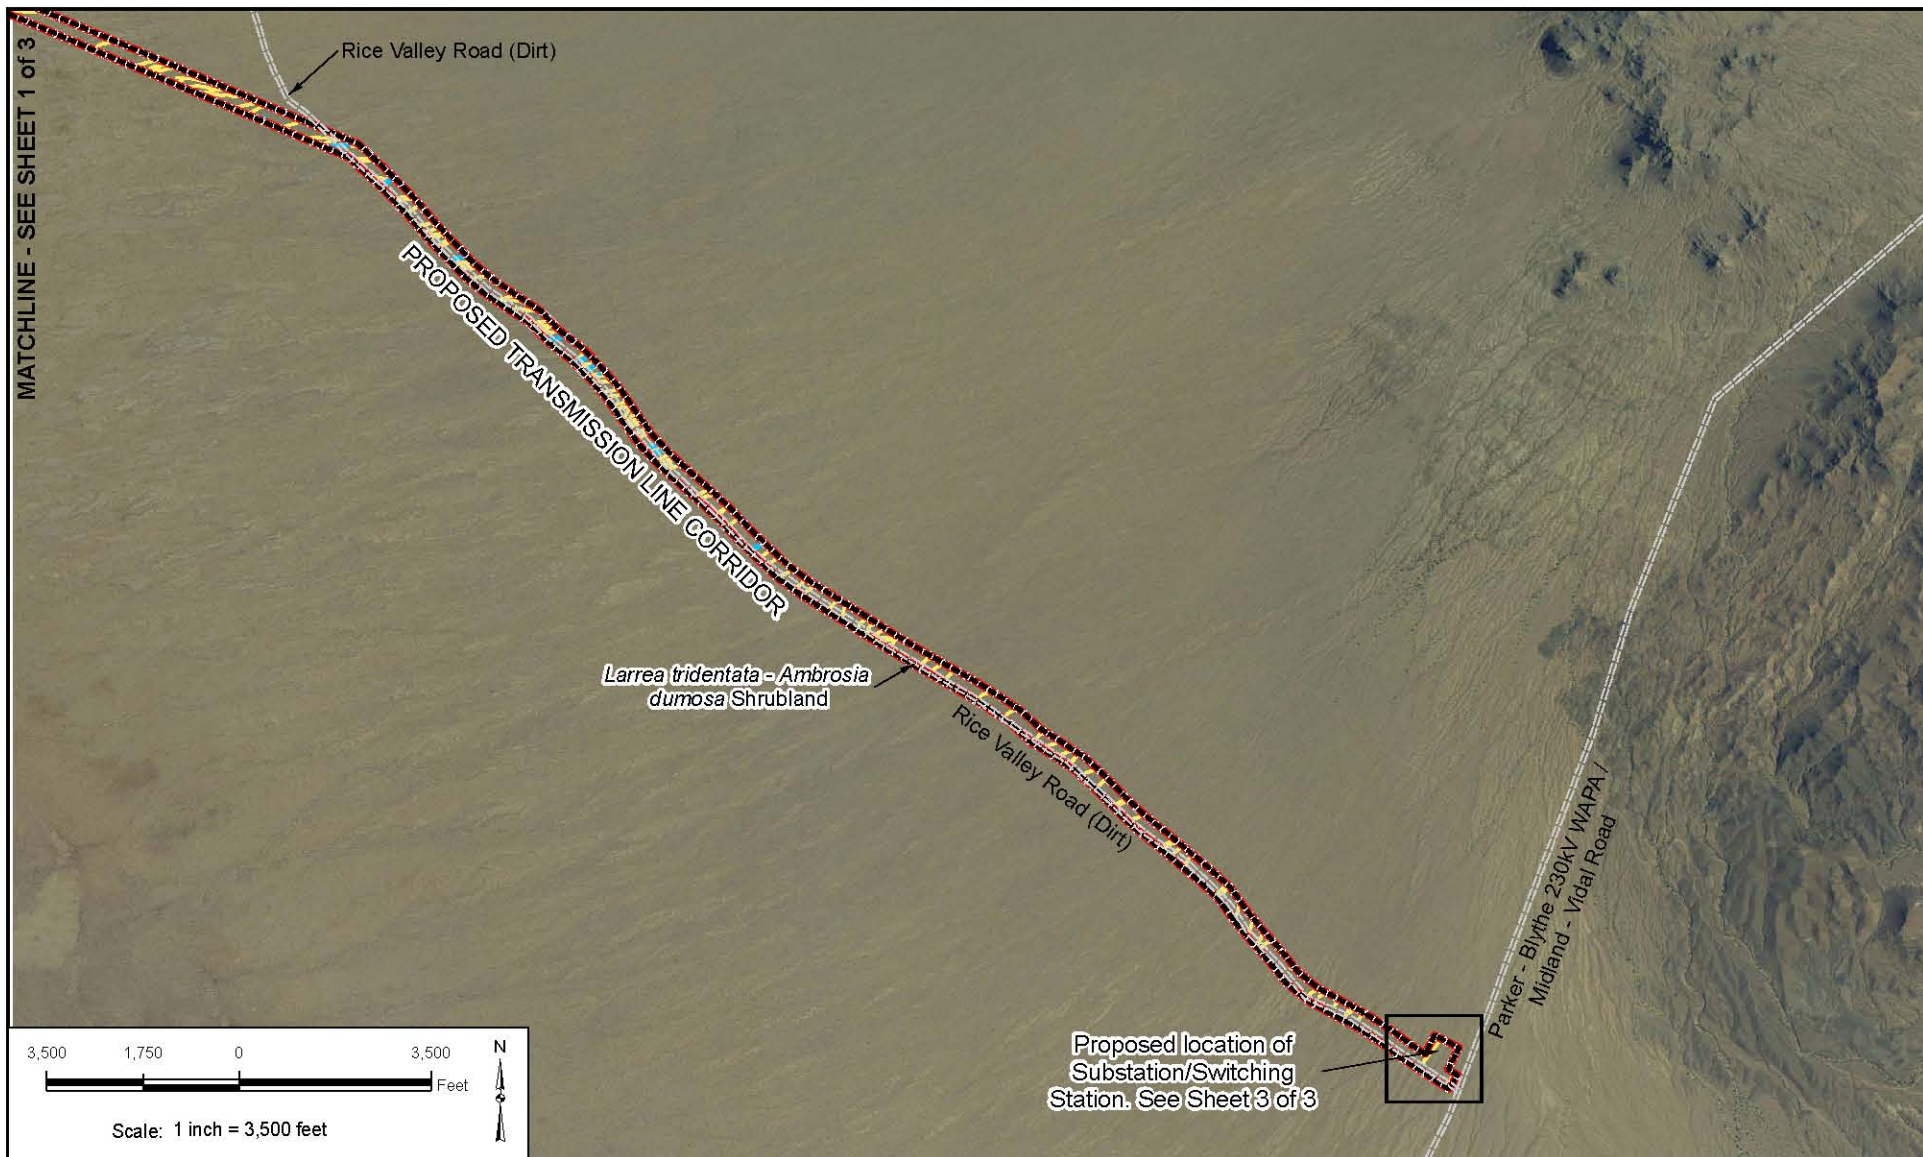 MATCHLINE - SEE SHEET 1 of 3
Rice Valley Road (Dirt)
PROPOSED TRANSMISSION LINE CORRIDOR
Larrea tridentata - Ambrosia
dumosa Shrubland
Rice Valley Road (Dirt)
Parker - Blythe 230kV WAPA /
Midland - Vidal Road
Proposed location of
Substation/Switching
Station. See Sheet 3 of 3
3,500 1,750 0 3,500
Feet
N
Scale: 1 inch = 3,500 feet